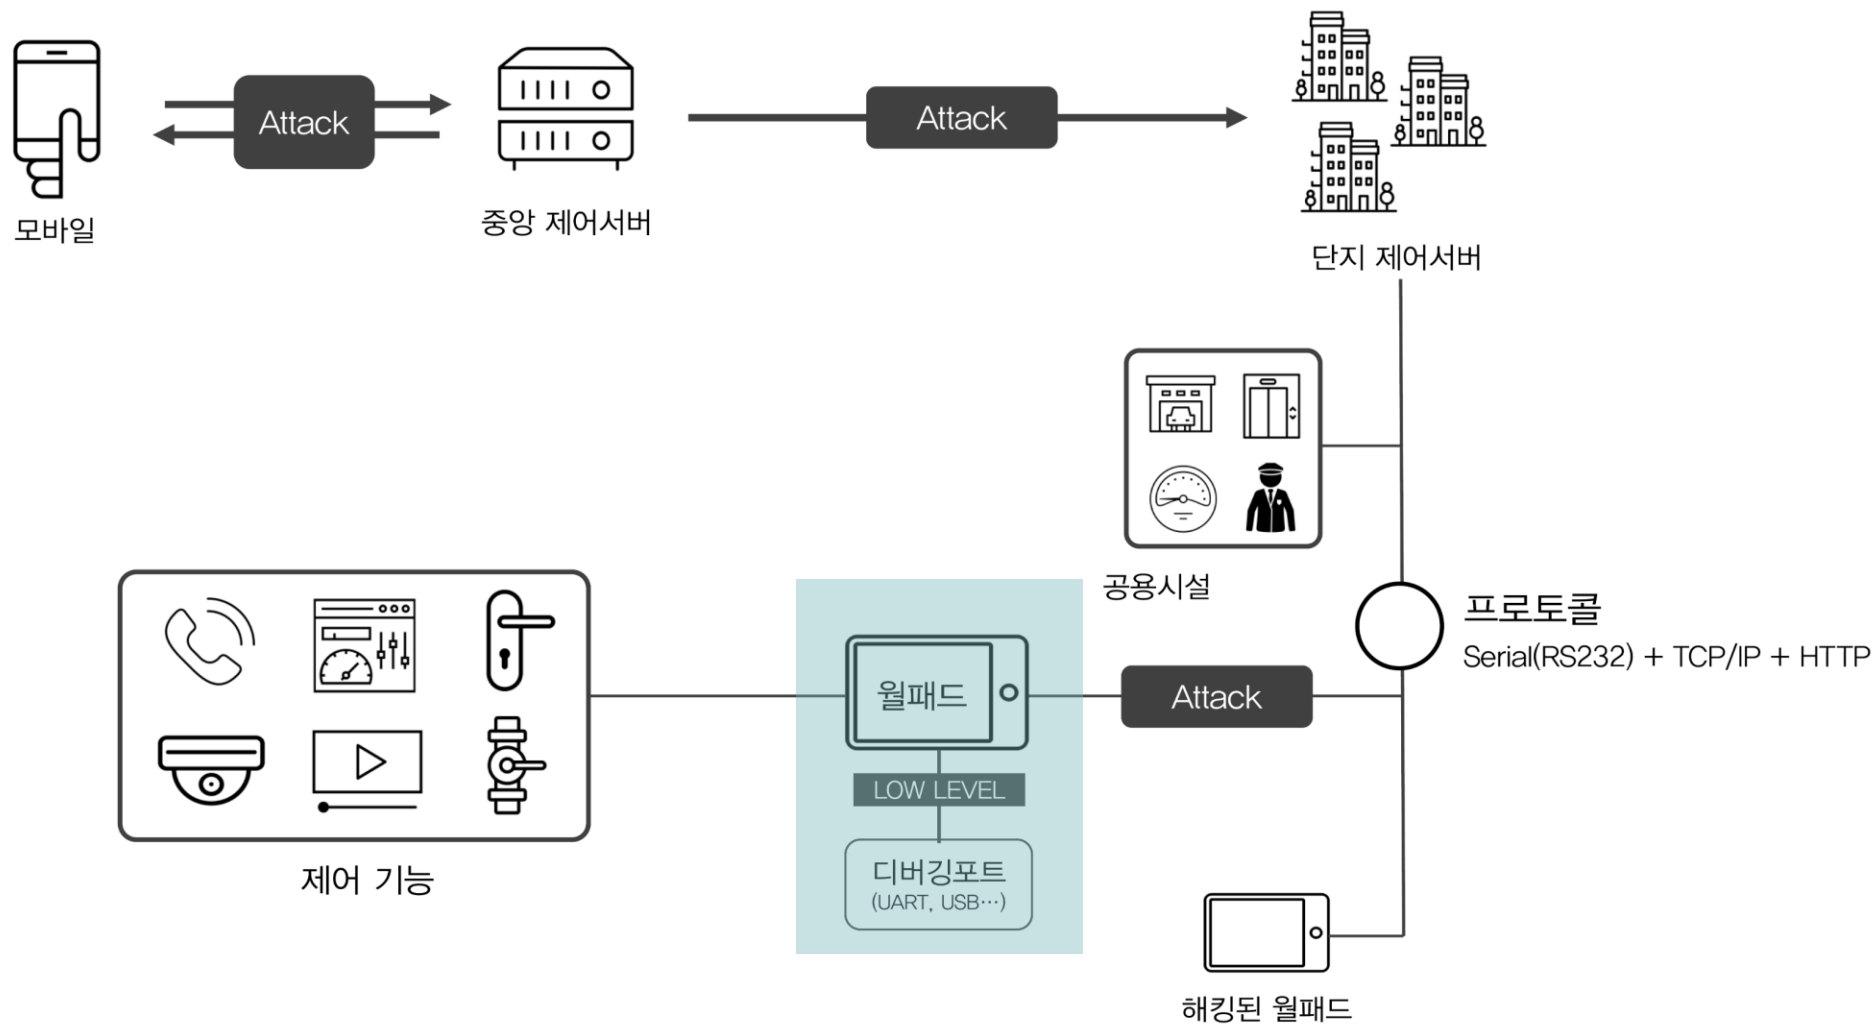 Attack
Attack
모바일
중앙 제어서버
단지 제어서버
공용시설
프로토콜
Serial(RS232) + TCP/IP + HTTP
월패드
Attack
LOW LEVEL
디버깅포트
(UART, USB…)
제어 기능
해킹된 월패드